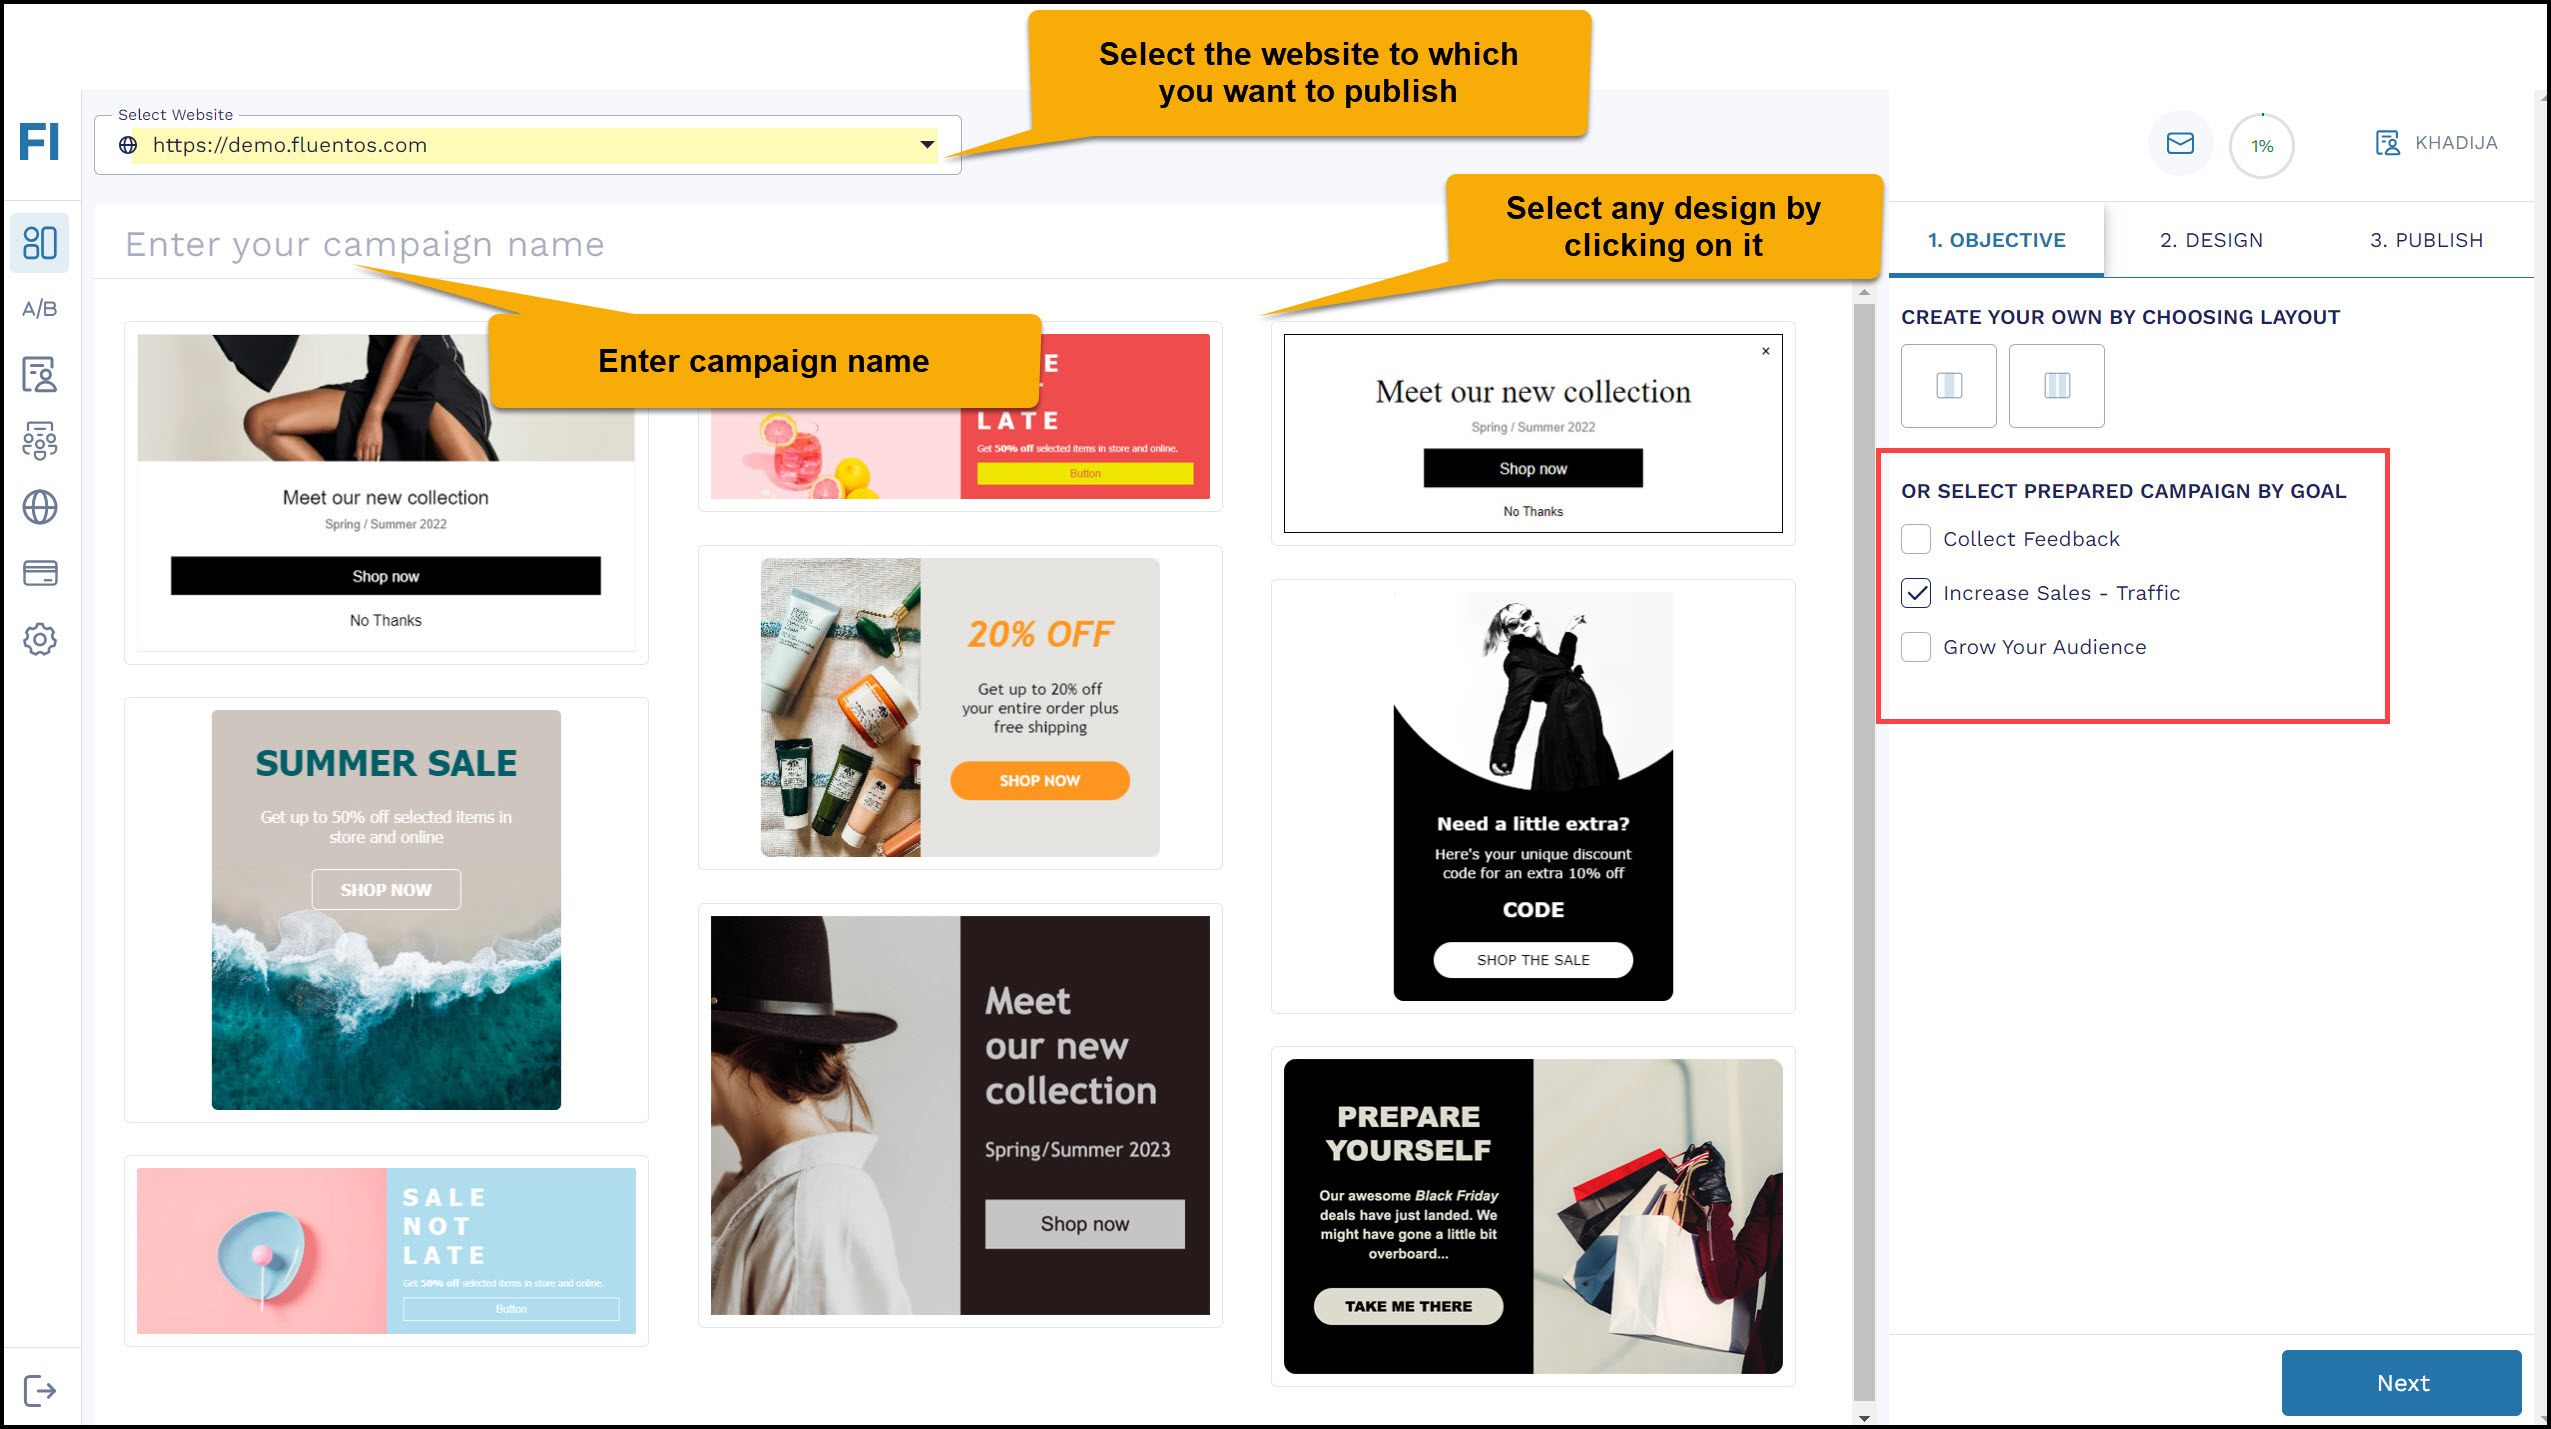 Select the website to which
you want to publish
Select Website
https://demo.fluentos.com
FI
1%
KHADIJA
Select any design by
clicking on it
Enter your campaign name
1. OBJECTIVE
2. DESIGN
3. PUBLISH
A/B
Enter campaign name
CREATE YOUR OWN BY CHOOSING LAYOUT
OR SELECT PREPARED CAMPAIGN BY GOAL
Collect Feedback
Increase Sales - Traffic
Grow Your Audience
Meet our new collection
Spring / Summer 2022
Shop now
No Thanks
SUMMER SALE
Get up to 50% off selected items in
store and online
SHOP NOW
SALE
NOT
LATE
Get 50% off selected items in store and online.
Button
E
LATE
Get 50% off selected items in store and online.
Button
20% OFF
Get up to 20% off
your entire order plus
free shipping
SHOP NOW
Meet
our new
collection
Spring/Summer 2023
Shop now
×
Meet our new collection
Spring / Summer 2022
Shop now
No Thanks
Need a little extra?
Here's your unique discount
code for an extra 10% off
CODE
SHOP THE SALE
PREPARE
YOURSELF
Our awesome Black Friday
deals have just landed. We
might have gone a little bit
overboard...
TAKE ME THERE
Next